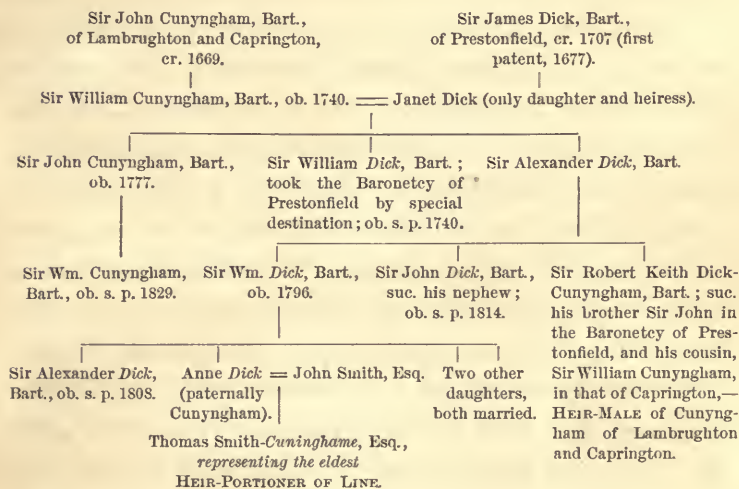 Sir John Cunyngham, Bart.,
of Lambrughton and Caprington,
cr. 1669.
Sir James Dick, Bart.,
of Prestonfield, cr. 1707 (first
patent, 1677).
Sir William Cunyngham, Bart., ob. 1740. == Janet Dick (only daughter and heiress).
Sir John Cunyngham, Bart.,
ob. 1777.
Sir William Dick, Bart. ;
took the Baronetcy of
Prestonfield by special
destination ; ob. s. p. 1740.
Sir Alexander Dick, Bart.
Sir Wm. Cunyngham,
Bart., ob. s. p. 1829.
Sir Wm. Dick, Bart.,
ob. 1796.
Sir John Dick, Bart.,
suc. his nephew ;
ob. s. p. 1814.
Sir Robert Keith Dick-
Cunyngham, Bart. ; suc.
his brother Sir John in
the Baronetcy of Pres-
tonfield, and his cousin,
Sir William Cunyngham,
in that of Caprington,—
HEIR-MALE of Cunyng-
ham of Lambrughton
and Caprington.
Sir Alexander Dick,
Bart., ob. s. p. 1808.
Anne Dick = John Smith, Esq.
(paternally
Cunyngham).
Two other
daughters,
both married.
Thomas Smith-Cuninghame, Esq.,
representing the eldest
HEIR-PORTIONER OF LINE.